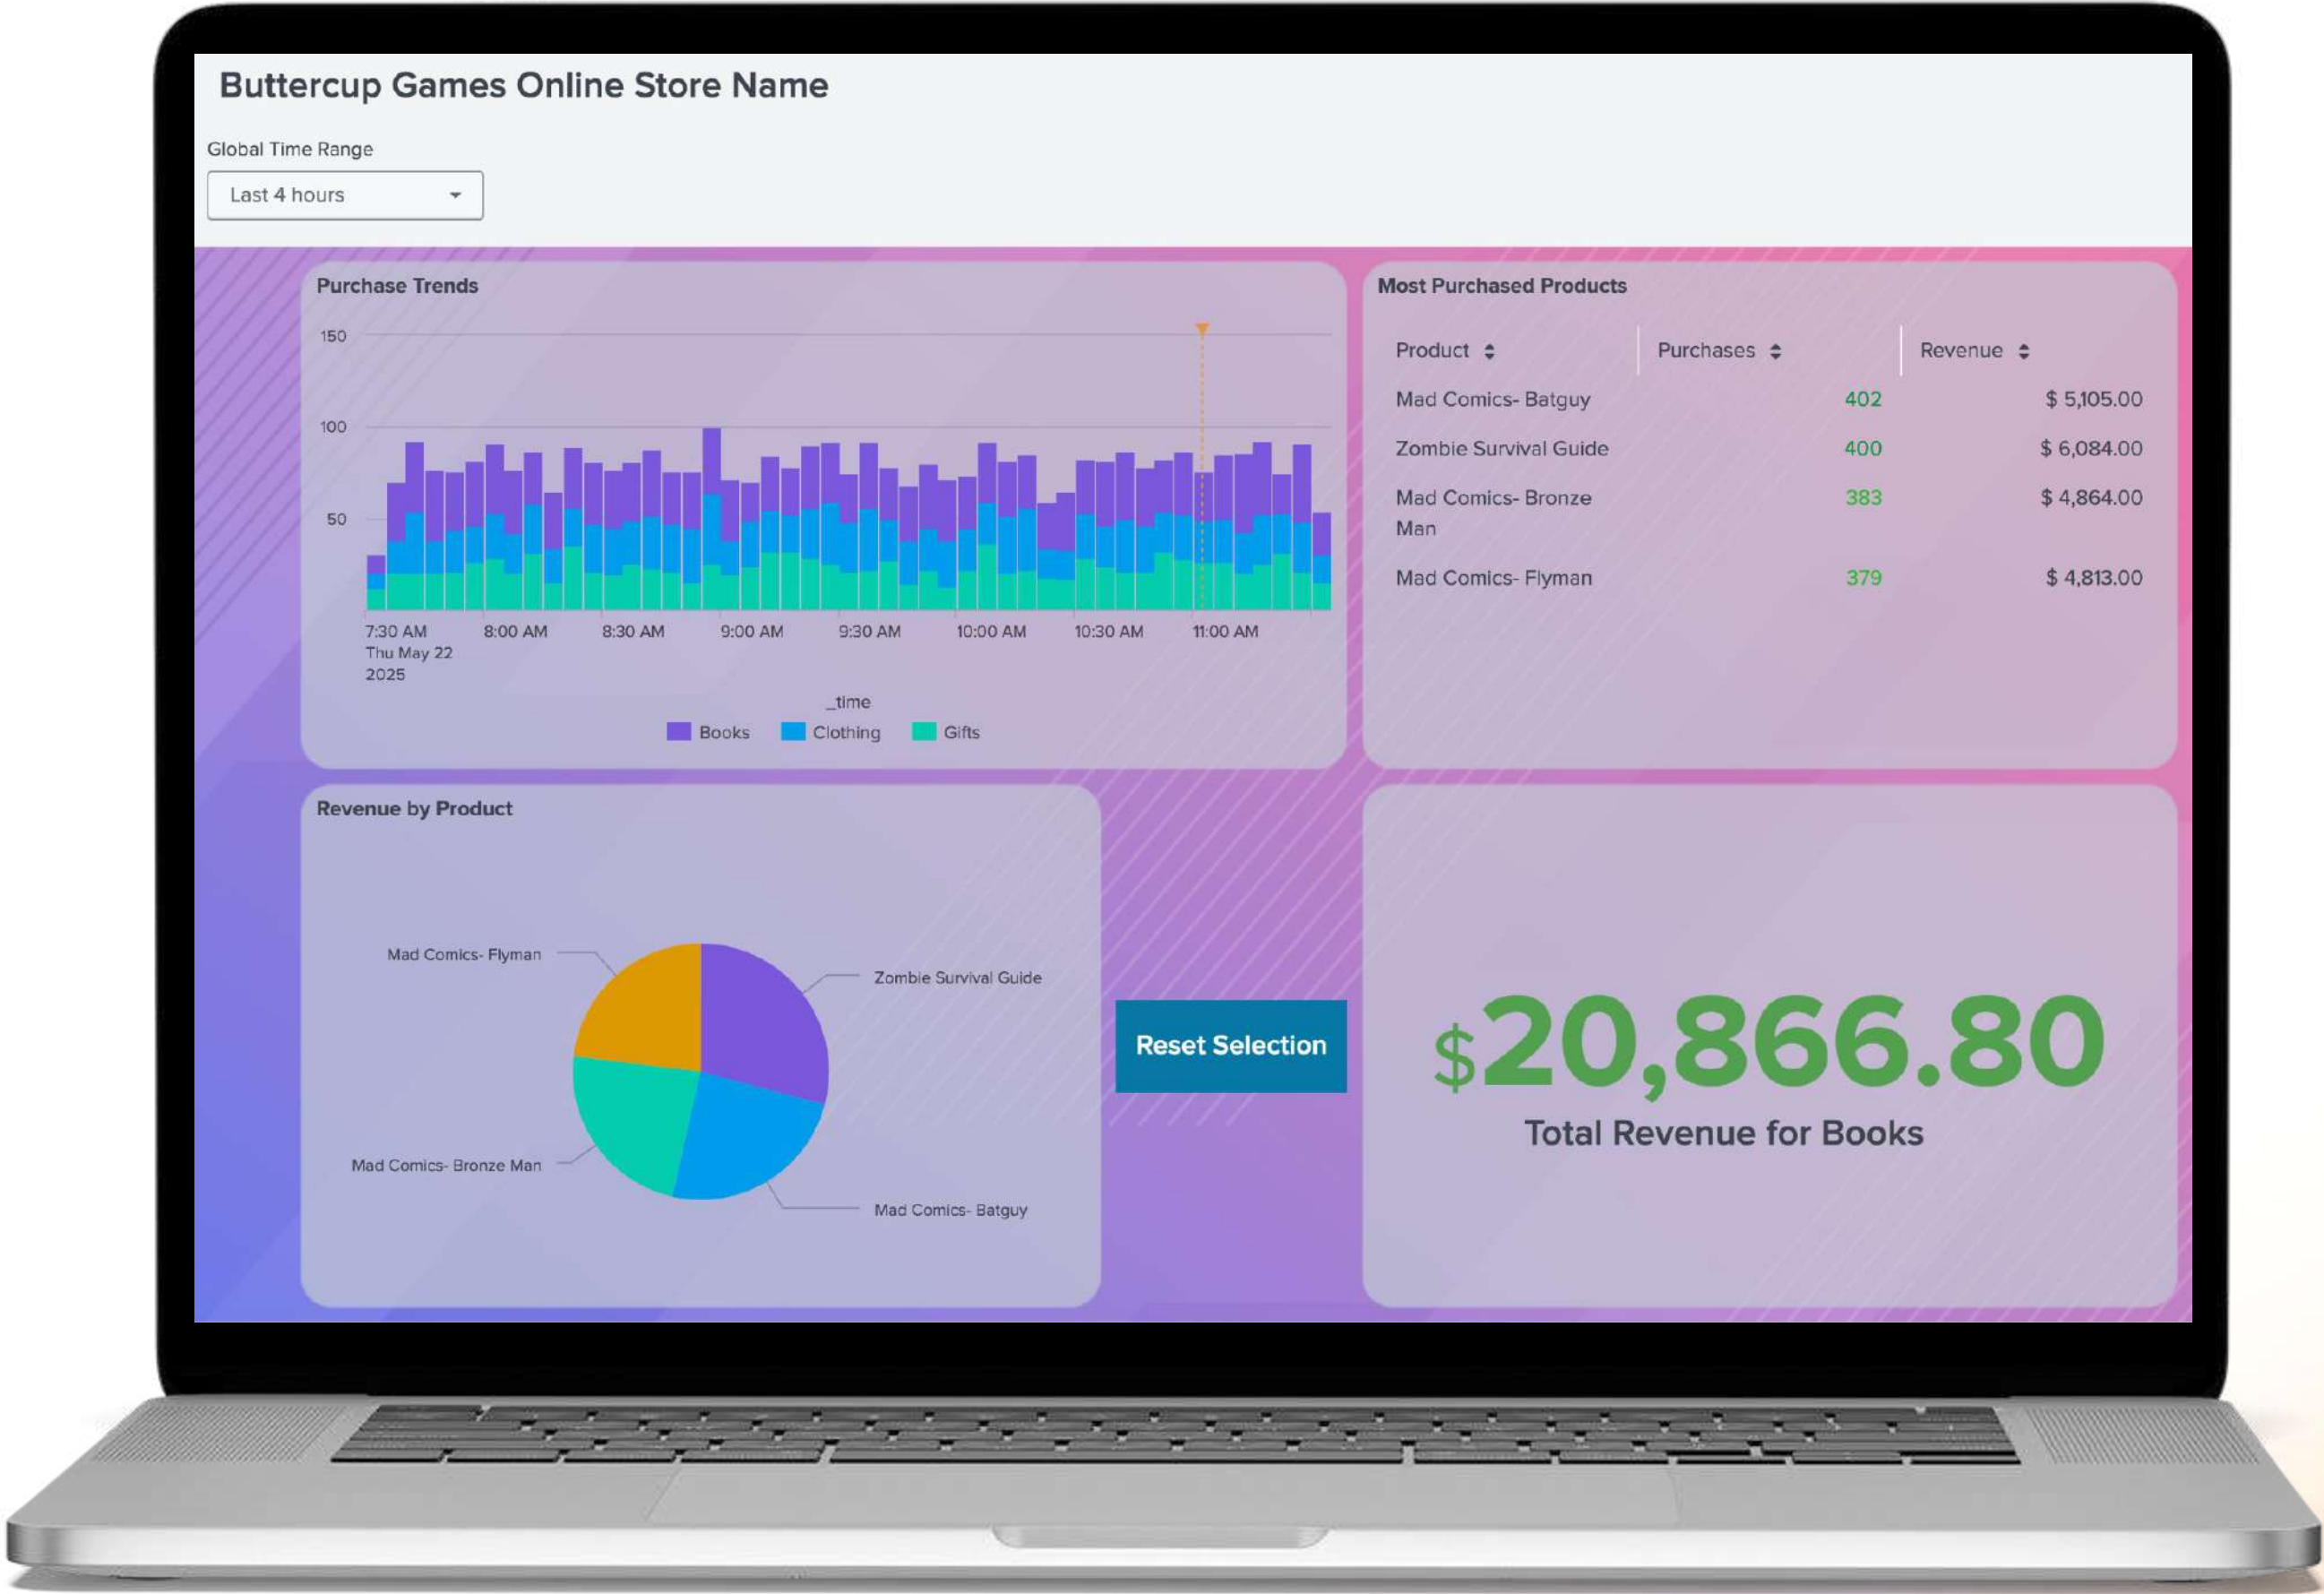 Buttercup Games Online Store Name
Global Time Range
Last 4 hours
Purchase Trends
150
100
50
7:30 AM 8:00 AM 8:30 AM 9:00 AM 9:30 AM 10:00 AM 10:30 AM 11:00 AM
Thu May 22
2025
_time
Books Clothing Gifts
Most Purchased Products
Product Purchases Revenue
Mad Comics- Batguy 402 $ 5,105.00
Zombie Survival Guide 400 $ 6,084.00
Mad Comics- Bronze 383 $ 4,864.00
Man
Mad Comics- Flyman 379 $ 4,813.00
Revenue by Product
Mad Comics- Flyman
Zombie Survival Guide
Mad Comics- Bronze Man
Mad Comics- Batguy
Reset Selection
$20,866.80
Total Revenue for Books